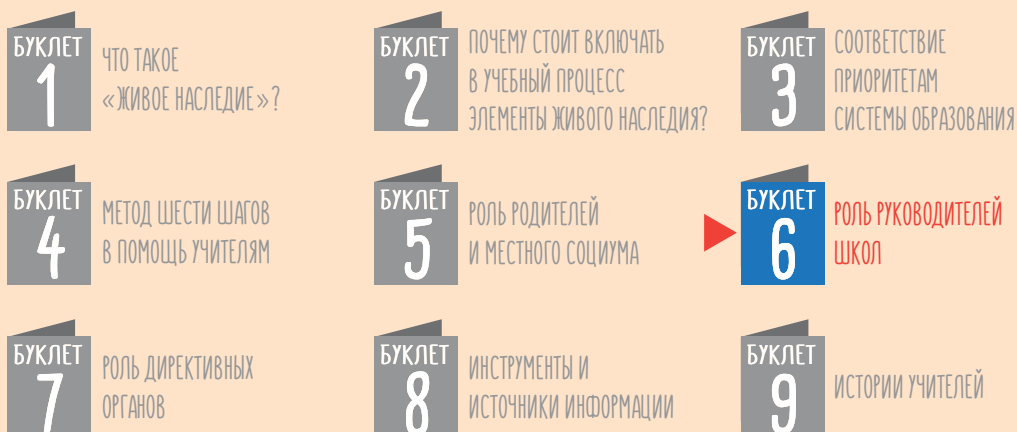 БУКЛЕТ
1
ЧТО ТАКОЕ
«ЖИВОЕ НАСЛЕДИЕ»?
БУКЛЕТ
2
ПОЧЕМУ СТОИТ ВКЛЮЧАТЬ
В УЧЕБНЫЙ ПРОЦЕСС
ЭЛЕМЕНТЫ ЖИВОГО НАСЛЕДИЯ?
БУКЛЕТ
3
СООТВЕТСТВИЕ
ПРИОРИТЕТАМ
СИСТЕМЫ ОБРАЗОВАНИЯ
БУКЛЕТ
4
МЕТОД ШЕСТИ ШАГОВ
В ПОМОЩЬ УЧИТЕЛЯМ
БУКЛЕТ
5
РОЛЬ РОДИТЕЛЕЙ
И МЕСТНОГО СОЦИУМА
БУКЛЕТ
6
РОЛЬ РУКОВОДИТЕЛЕЙ
ШКОЛ
БУКЛЕТ
7
РОЛЬ ДИРЕКТИВНЫХ
ОРГАНОВ
БУКЛЕТ
8
ИНСТРУМЕНТЫ И
ИСТОЧНИКИ ИНФОРМАЦИИ
БУКЛЕТ
9
ИСТОРИИ УЧИТЕЛЕЙ